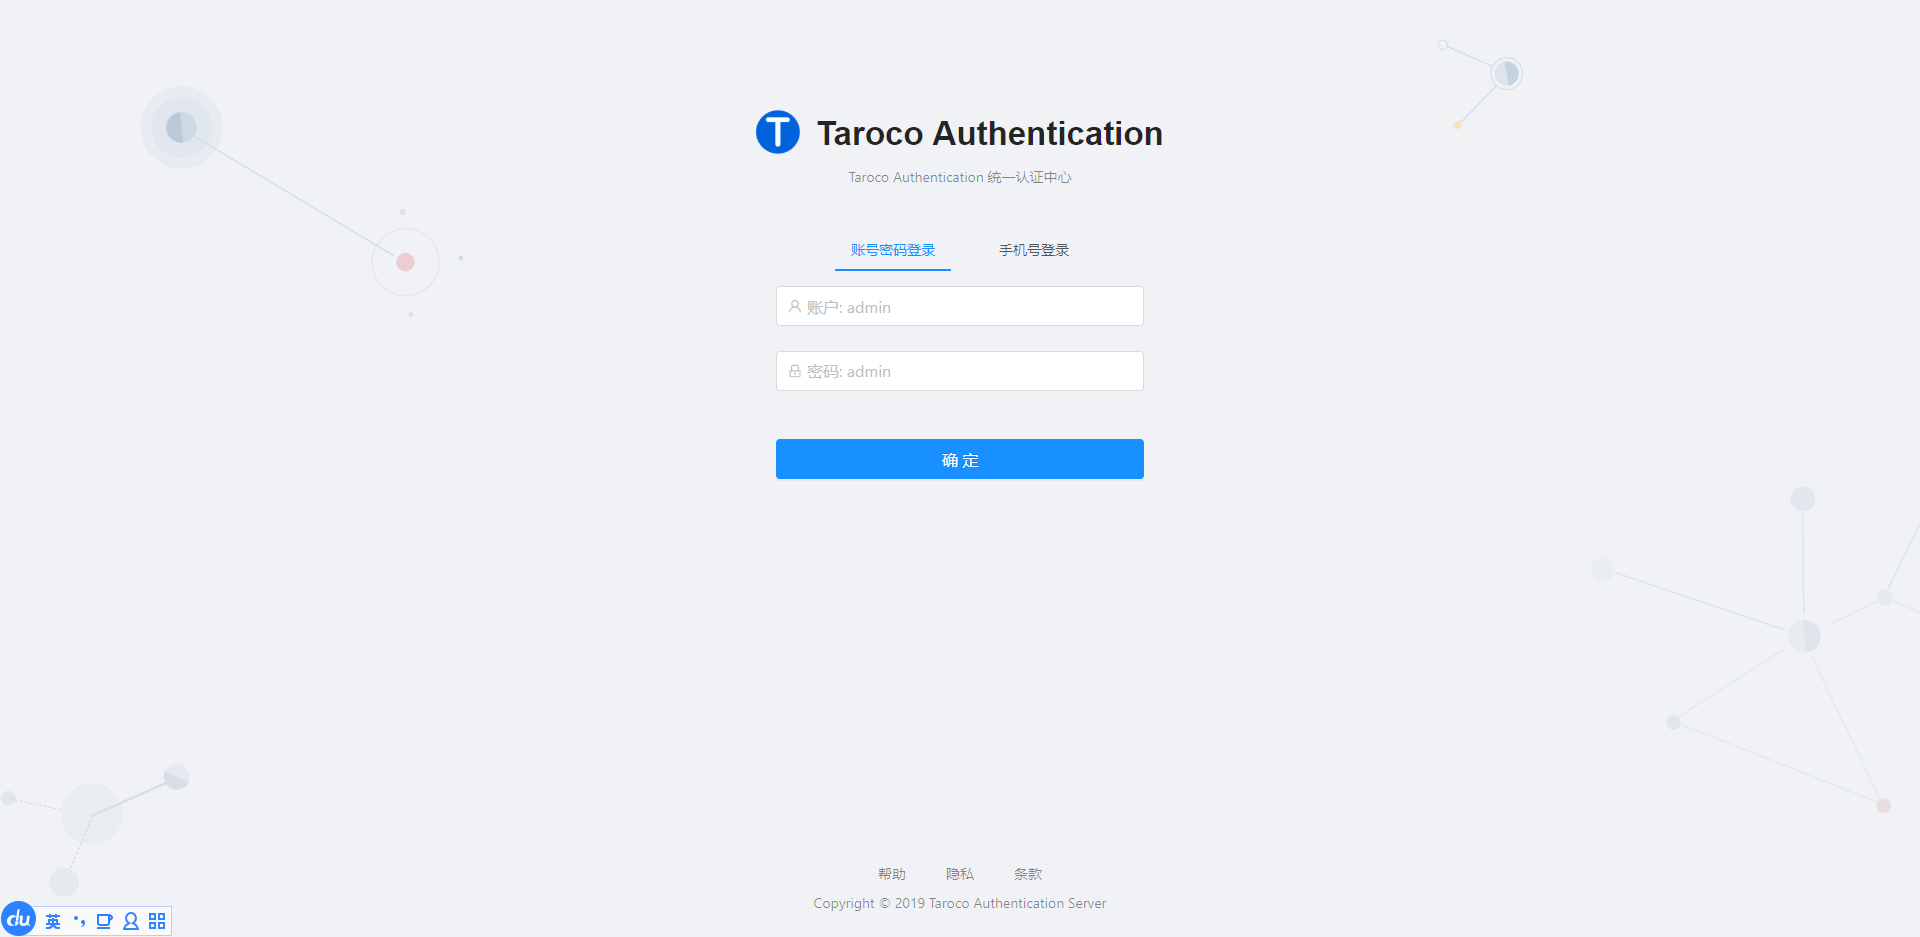 T Taroco Authentication
Taroco Authentication 统一认证中心
账号密码登录 手机号登录
账户: admin
密码: admin
确 定
帮助 隐私 条款
Copyright © 2019 Taroco Authentication Server
du 英 •,